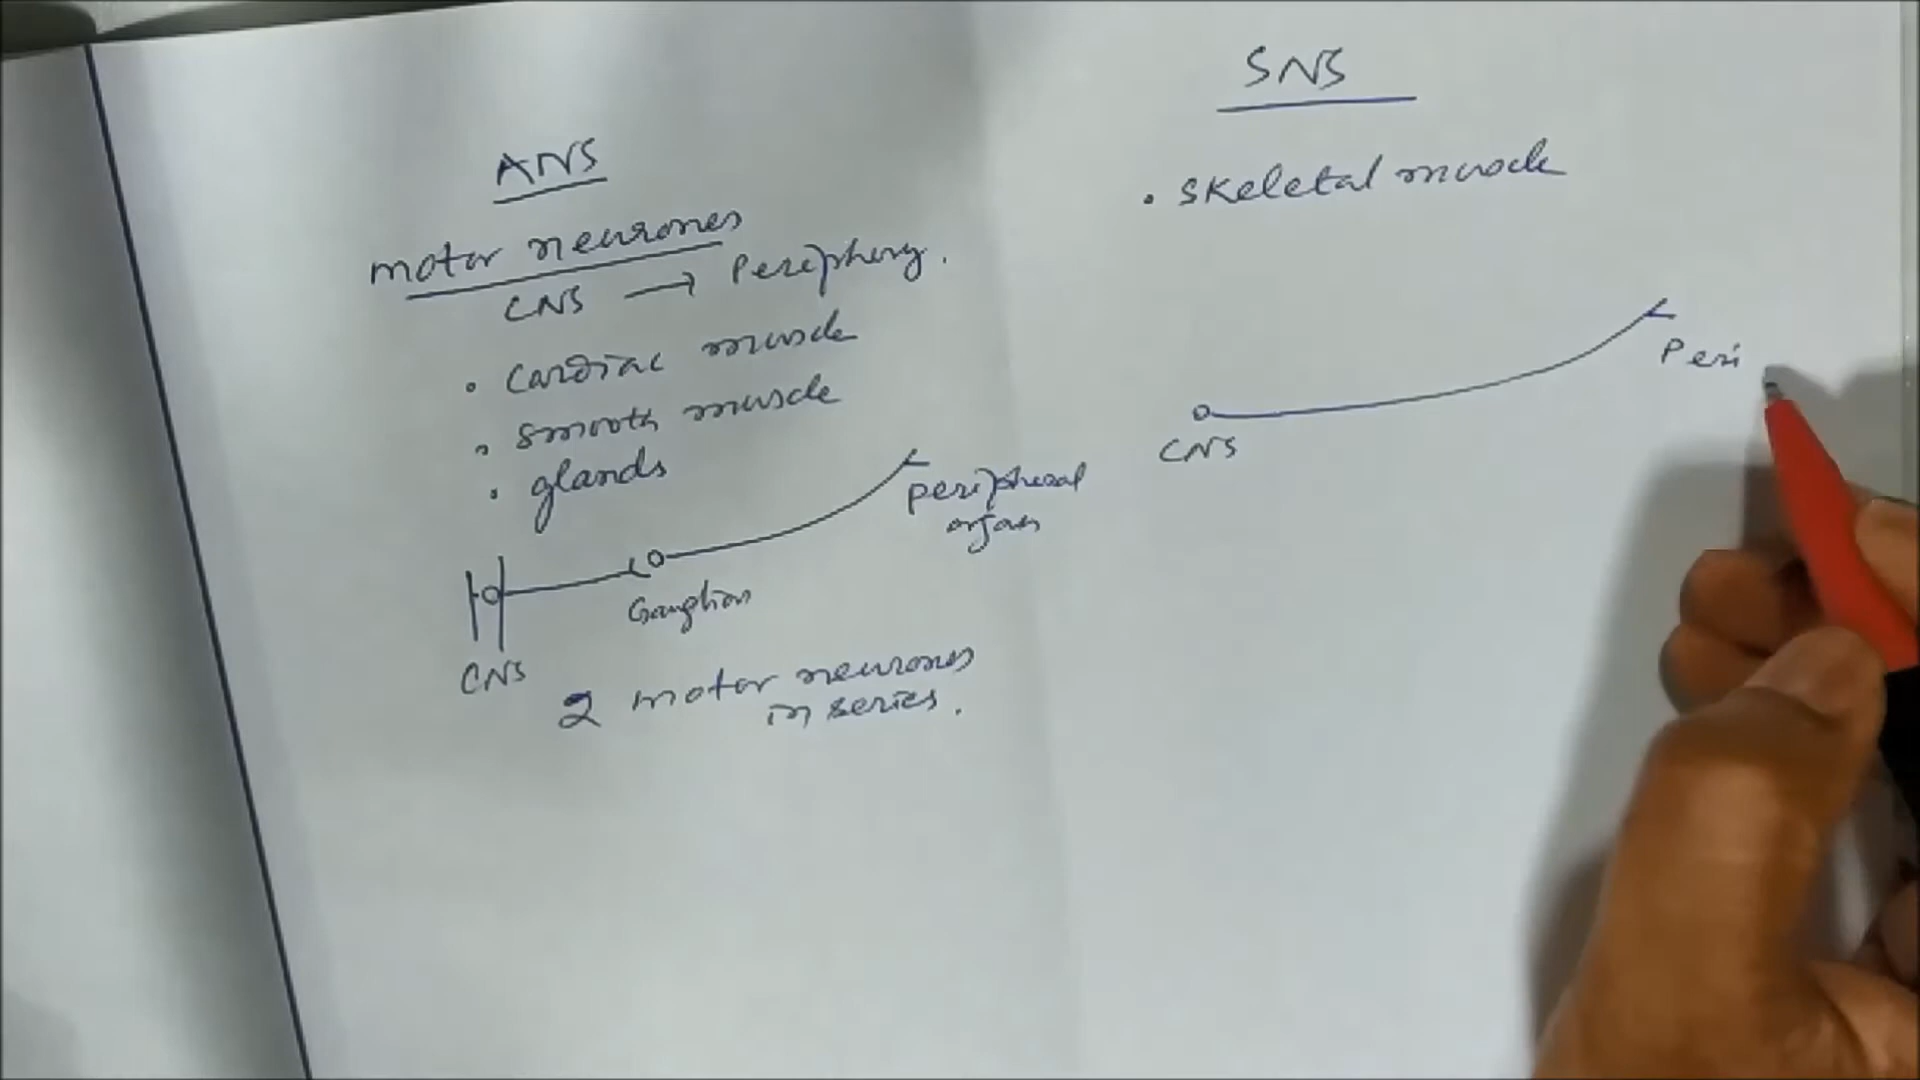 ANS
motor neurones
CNS → Periphery.
• cardiac muscle
• smooth muscle
• glands
peripheral
organ
Ganglion
CNS
2 motor neurones
in series.
SNS
• skeletal muscle
CNS
Peri